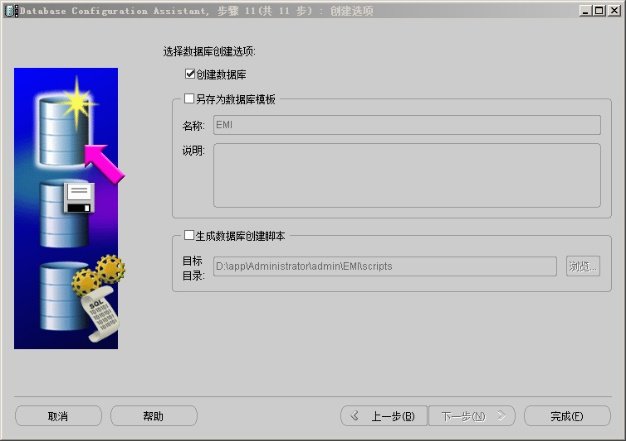 Database Configuration Assistant, 步骤 11(共 11 步) : 创建选项
选择数据库创建选项:
创建数据库
另存为数据库模板
名称: EMI
说明:
生成数据库创建脚本
目标
目录: D:\app\Administrator\admin\EMI\scripts 浏览...
SQL
取消 帮助 上一步(B) 下一步(N) 完成(F)